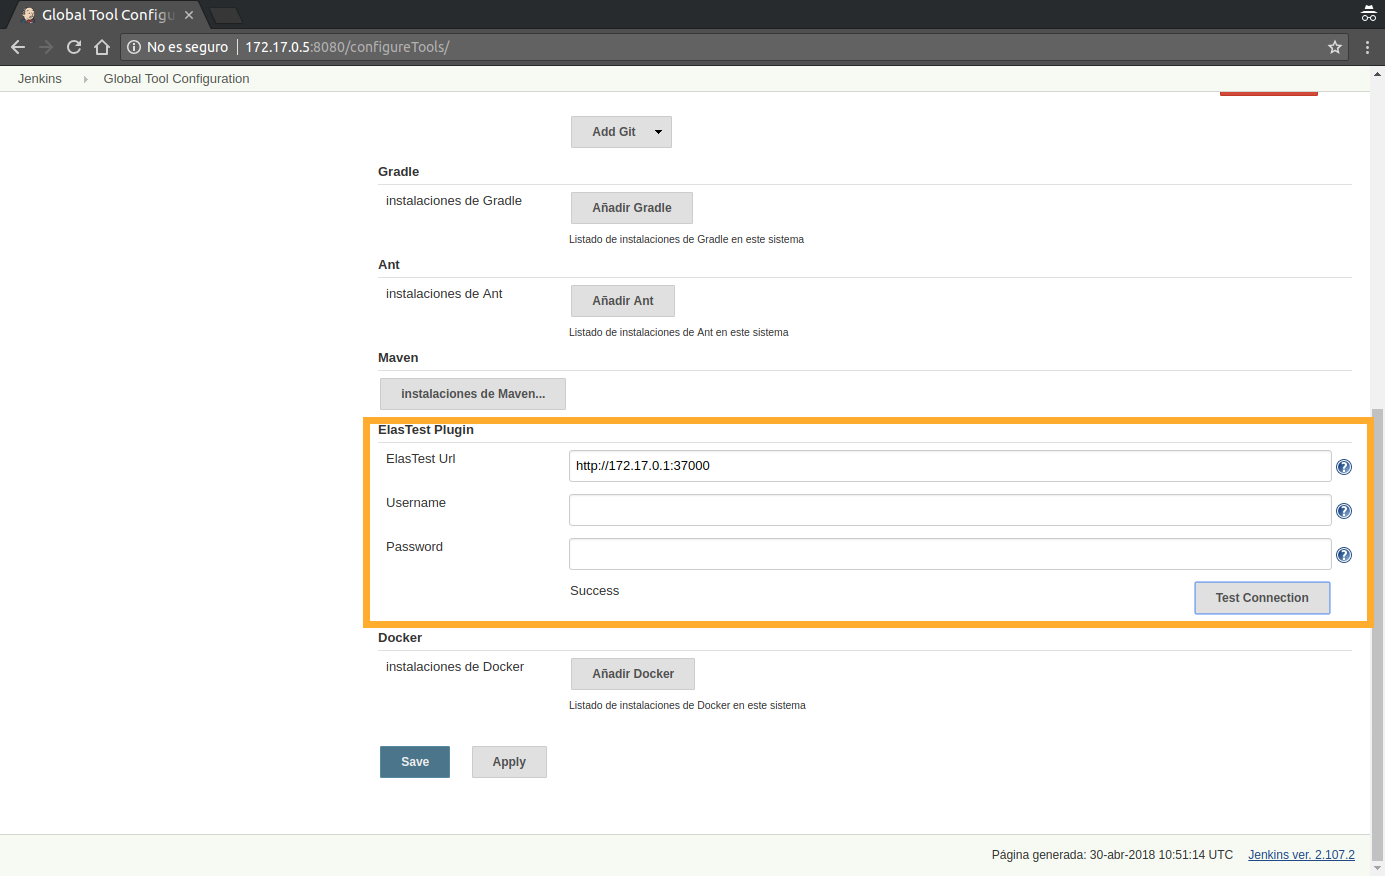 Global Tool Configu
No es seguro 172.17.0.5:8080/configureTools/
Jenkins Global Tool Configuration
Add Git
Gradle
instalaciones de Gradle Añadir Gradle
Listado de instalaciones de Gradle en este sistema
Ant
instalaciones de Ant Añadir Ant
Listado de instalaciones de Ant en este sistema
Maven
instalaciones de Maven...
ElasTest Plugin
ElasTest Url http://172.17.0.1:37000
Username
Password
Success Test Connection
Docker
instalaciones de Docker Añadir Docker
Listado de instalaciones de Docker en este sistema
Save Apply
Página generada: 30-abr-2018 10:51:14 UTC Jenkins ver. 2.107.2